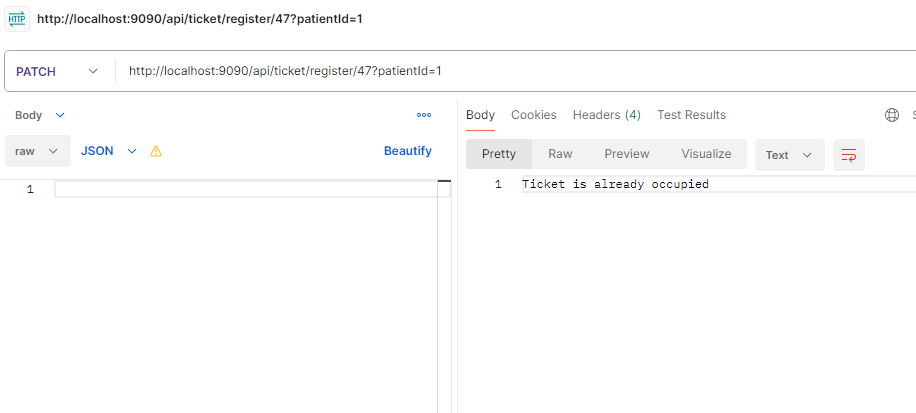 HTTP http://localhost:9090/api/ticket/register/47?patientId=1
PATCH http://localhost:9090/api/ticket/register/47?patientId=1
Body
raw JSON Beautify
1
Body Cookies Headers (4) Test Results
Pretty Raw Preview Visualize Text
1 Ticket is already occupied